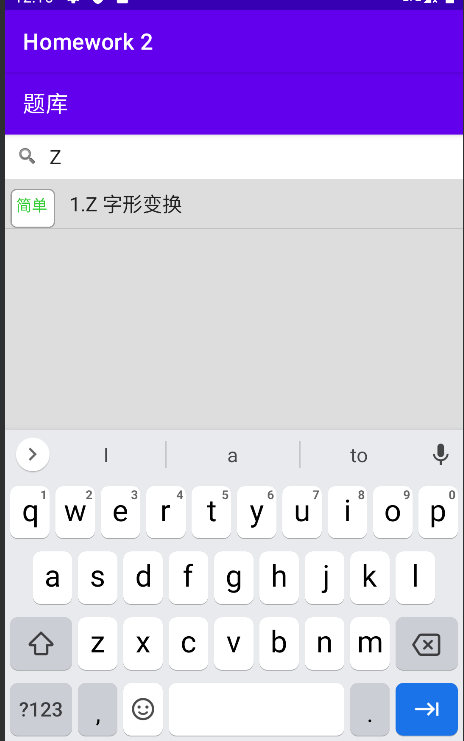 Homework 2
题库
Z
简单 1.Z 字形变换
a to
1 2 3 4 5 6 7 8 9 0
q w e r t y u i o p
a s d f g h j k l
z x c v b n m
?123 , .